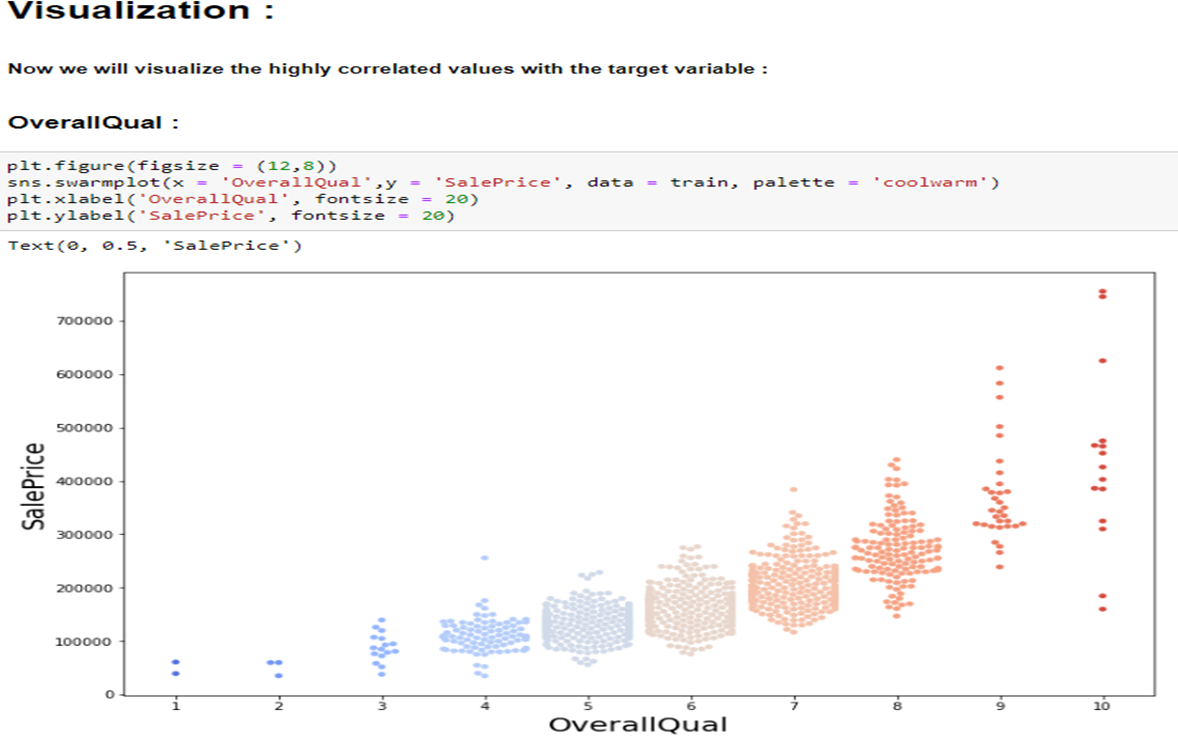 Visualization :
Now we will visualize the highly correlated values with the target variable :
OverallQual :
plt.figure(figsize = (12,8))
sns.swarmplot(x = 'OverallQual',y = 'SalePrice', data = train, palette = 'coolwarm')
plt.xlabel('OverallQual', fontsize = 20)
plt.ylabel('SalePrice', fontsize = 20)
Text(0, 0.5, 'SalePrice')
700000
600000
500000
400000
300000
200000
100000
0
SalePrice
1 2 3 4 5 6 7 8 9 10
OverallQual